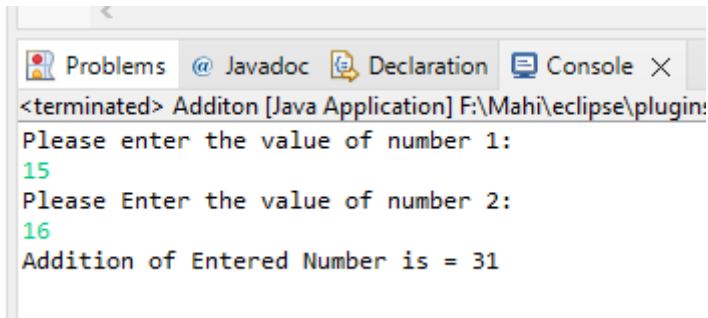 Problems @ Javadoc Declaration Console
<terminated> Additon [Java Application] F:\Mahi\eclipse\plugins
Please enter the value of number 1:
15
Please Enter the value of number 2:
16
Addition of Entered Number is = 31